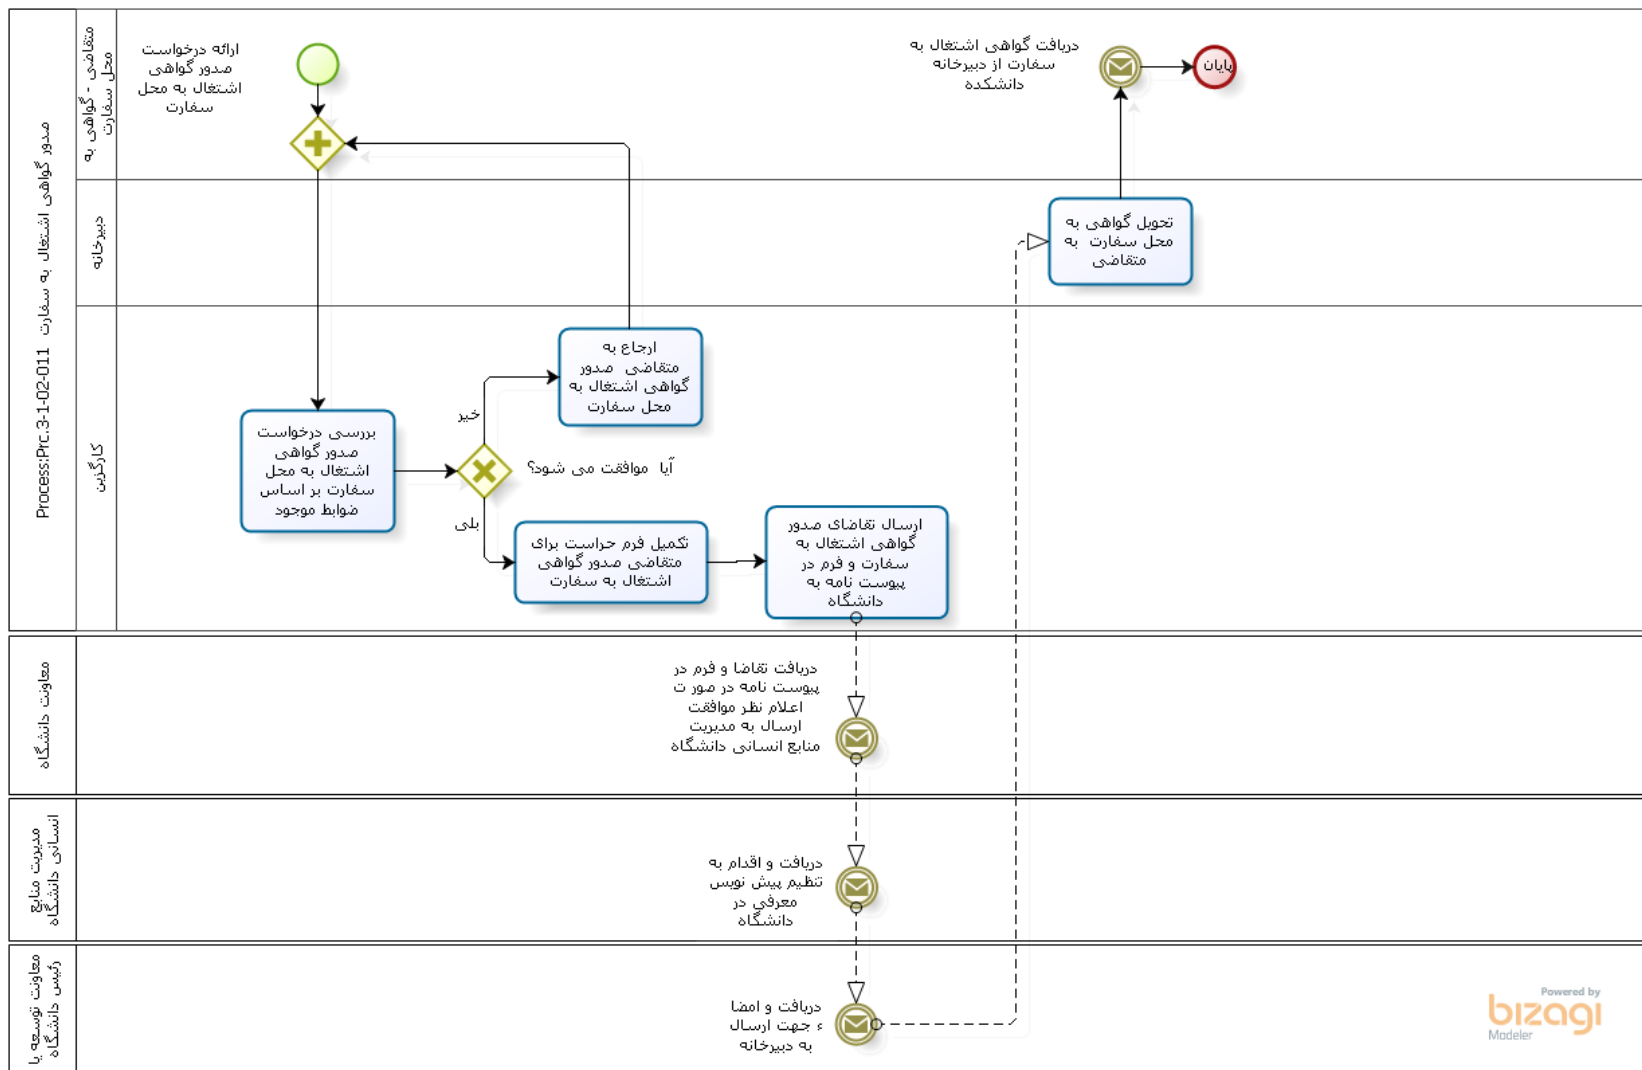 Process:Prc.3-1-02-011 صدور گواهی اشتغال به سفارت
متقاضی - گواهی به
محل سفارت
ارائه درخواست
صدور گواهی
اشتغال به محل
سفارت
دریافت گواهی اشتغال به
سفارت از دبیرخانه
دانشکده
پایان
دبیرخانه
تحویل گواهی به
محل سفارت به
متقاضی
کارگزین
ارجاع به
متقاضی صدور
گواهی اشتغال به
محل سفارت
خیر
بررسی درخواست
صدور گواهی
اشتغال به محل
سفارت بر اساس
ضوابط موجود
آیا موافقت می شود؟
بلی
تکمیل فرم حراست برای
متقاضی صدور گواهی
اشتغال به سفارت
ارسال تقاضای صدور
گواهی اشتغال به
سفارت و فرم در
پیوست نامه به
دانشگاه
معاونت دانشگاه
دریافت تقاضا و فرم در
پیوست نامه در صور ت
اعلام نظر موافقت
ارسال به مدیریت
منابع انسانی دانشگاه
مدیریت منابع
انسانی دانشگاه
دریافت و اقدام به
تنظیم پیش نویس
معرفی در
دانشگاه
معاونت توسعه یا
رئیس دانشگاه
دریافت و امضا
ء جهت ارسال
به دبیرخانه
Powered by
bizagi
Modeler